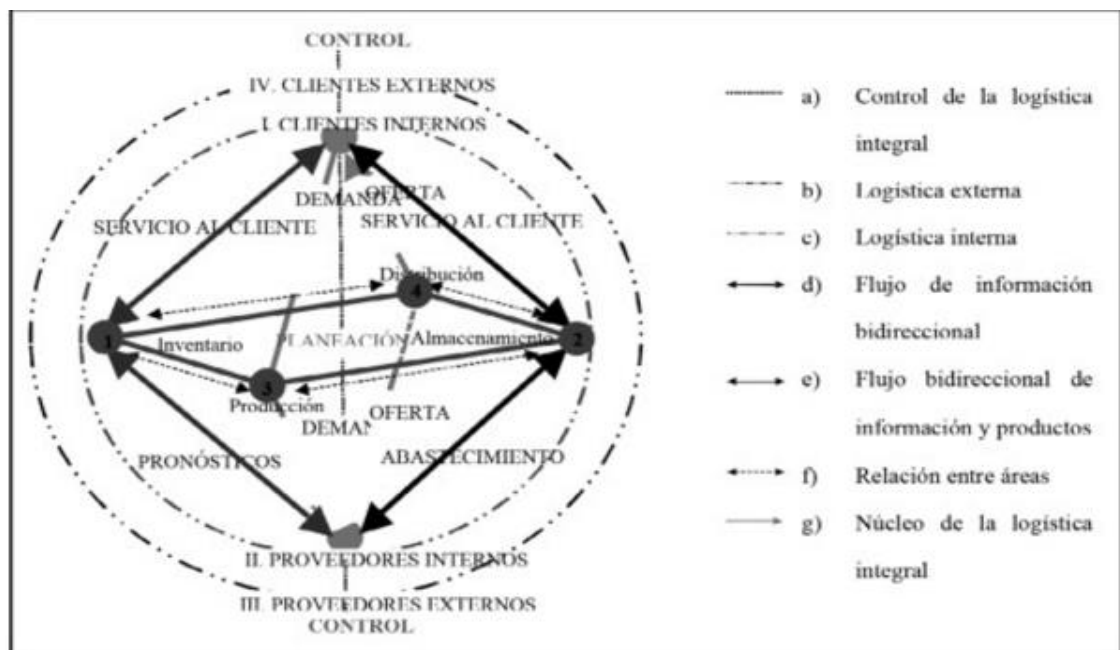 CONTROL
IV. CLIENTES EXTERNOS
I. CLIENTES INTERNOS
DEMANDA
OFERTA
SERVICIO AL CLIENTE
SERVICIO AL CLIENTE
Distribución
4
1
Inventario
PLANEACIÓN
Almacenamiento
2
3
Producción
OFERTA
DEMAN
PRONÓSTICOS
ABASTECIMIENTO
II. PROVEEDORES INTERNOS
III. PROVEEDORES EXTERNOS
CONTROL
a) Control de la logística
integral
b) Logística externa
c) Logística interna
d) Flujo de información
bidireccional
e) Flujo bidireccional de
información y productos
f) Relación entre áreas
g) Núcleo de la logística
integral